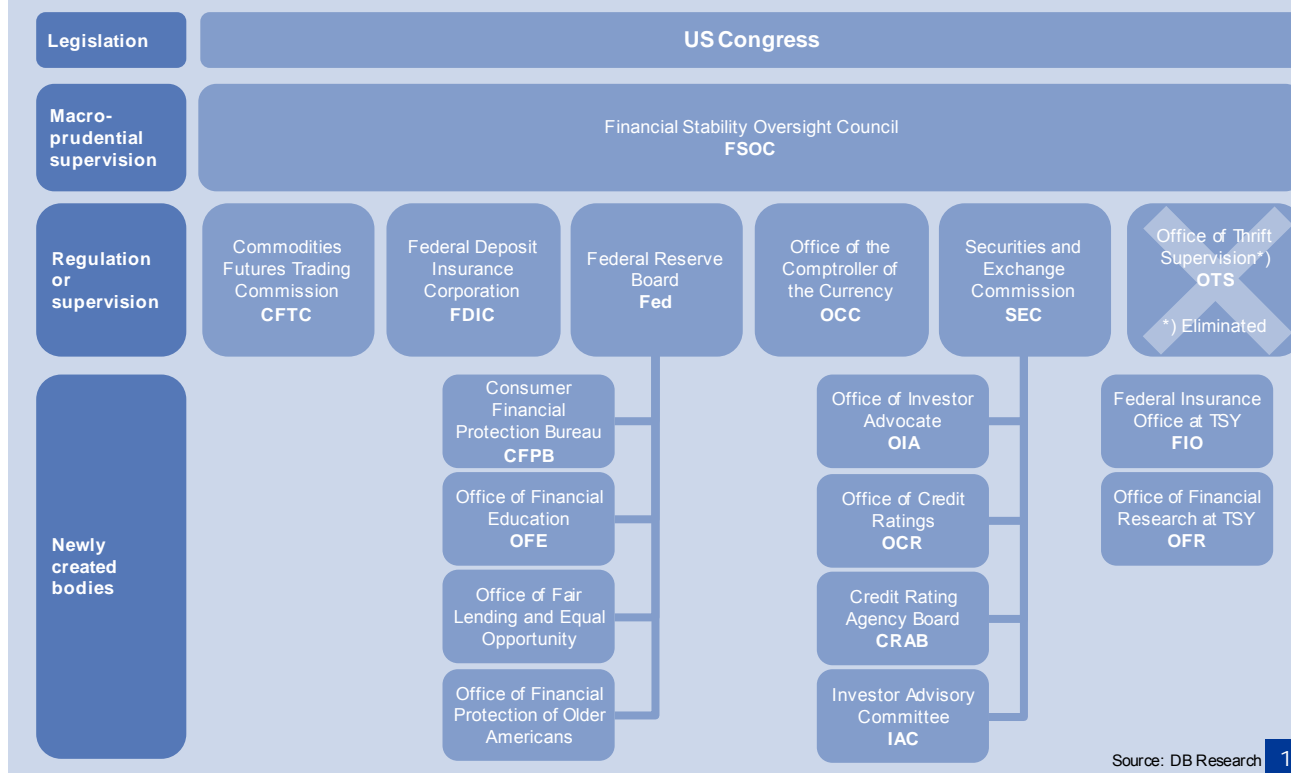 Legislation
US Congress
Macro-
prudential
supervision
Financial Stability Oversight Council
FSOC
Regulation
or
supervision
Commodities
Futures Trading
Commission
CFTC
Federal Deposit
Insurance
Corporation
FDIC
Federal Reserve
Board
Fed
Office of the
Comptroller of
the Currency
OCC
Securities and
Exchange
Commission
SEC
Office of Thrift
Supervision*)
OTS
*) Eliminated
Newly
created
bodies
Consumer
Financial
Protection Bureau
CFPB
Office of Financial
Education
OFE
Office of Fair
Lending and Equal
Opportunity
Office of Financial
Protection of Older
Americans
Office of Investor
Advocate
OIA
Office of Credit
Ratings
OCR
Credit Rating
Agency Board
CRAB
Investor Advisory
Committee
IAC
Federal Insurance
Office at TSY
FIO
Office of Financial
Research at TSY
OFR
Source: DB Research 1